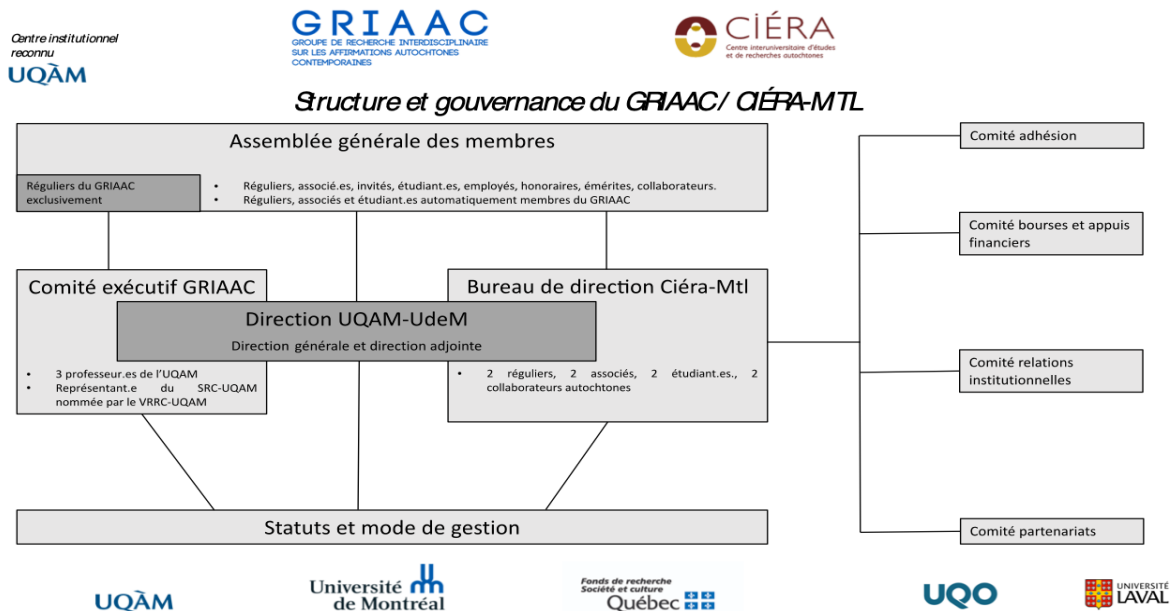 Centre institutionnel
reconnu
UQÀM
GRIAAC
GROUPE DE RECHERCHE INTERDISCIPLINAIRE
SUR LES AFFIRMATIONS AUTOCHTONES
CONTEMPORAINES
CIÉRA
Centre interuniversitaire d'études
et de recherches autochtones
Structure et gouvernance du GRIAAC / CIÉRA-MTL
Assemblée générale des membres
Réguliers du GRIAAC
exclusivement
• Réguliers, associé.es, invités, étudiant.es, employés, honoraires, émérites, collaborateurs.
• Réguliers, associés et étudiant.es automatiquement membres du GRIAAC
Comité exécutif GRIAAC
Bureau de direction Ciéra-Mtl
Direction UQAM-UdeM
Direction générale et direction adjointe
• 3 professeur.es de l'UQAM
• Représentant.e du SRC-UQAM
nommée par le VRRC-UQAM
• 2 réguliers, 2 associés, 2 étudiant.es., 2
collaborateurs autochtones
Statuts et mode de gestion
Comité adhésion
Comité bourses et appuis
financiers
Comité relations
institutionnelles
Comité partenariats
UQÀM
Université
de Montréal
Fonds de recherche
Société et culture
Québec
UQO
UNIVERSITÉ
LAVAL